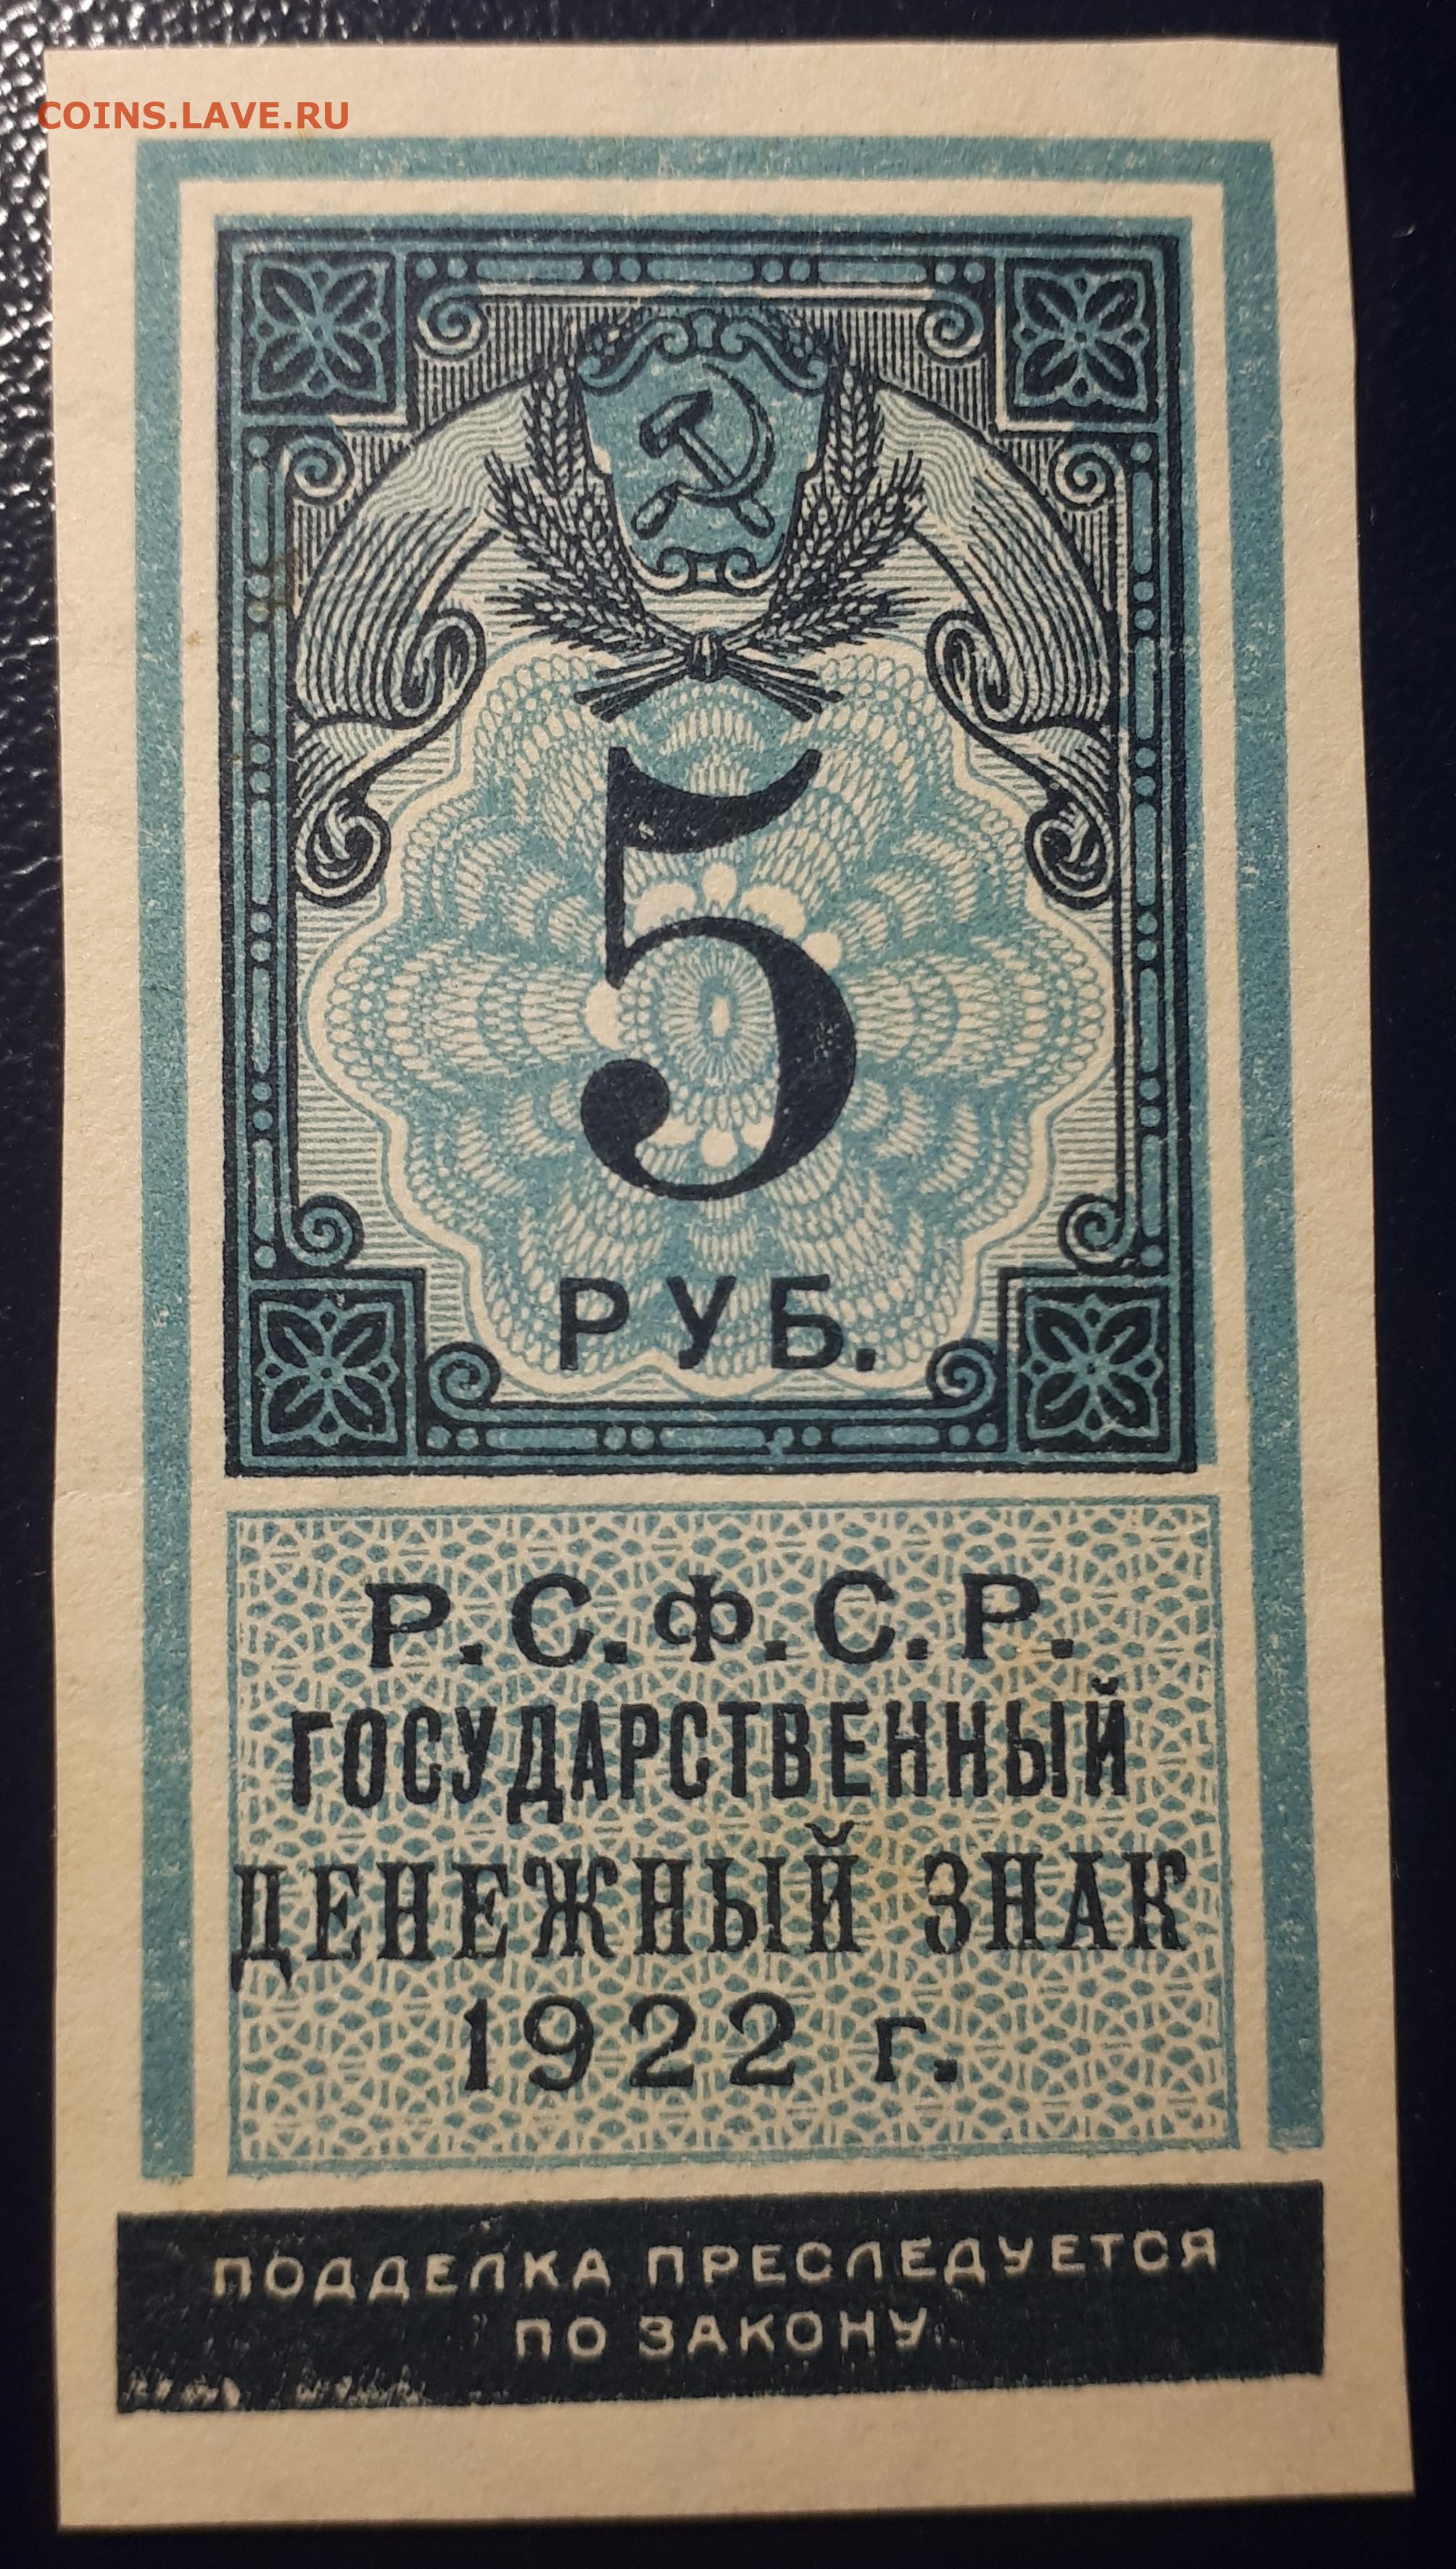 COINS.LAVE.RU
5
РУБ.
Р.С.Ф.С.Р.
ГОСУДАРСТВЕННЫЙ
ДЕНЕЖНЫЙ ЗНАК
1922 г.
ПОДДЕЛКА ПРЕСЛЕДУЕТСЯ
ПО ЗАКОНУ.